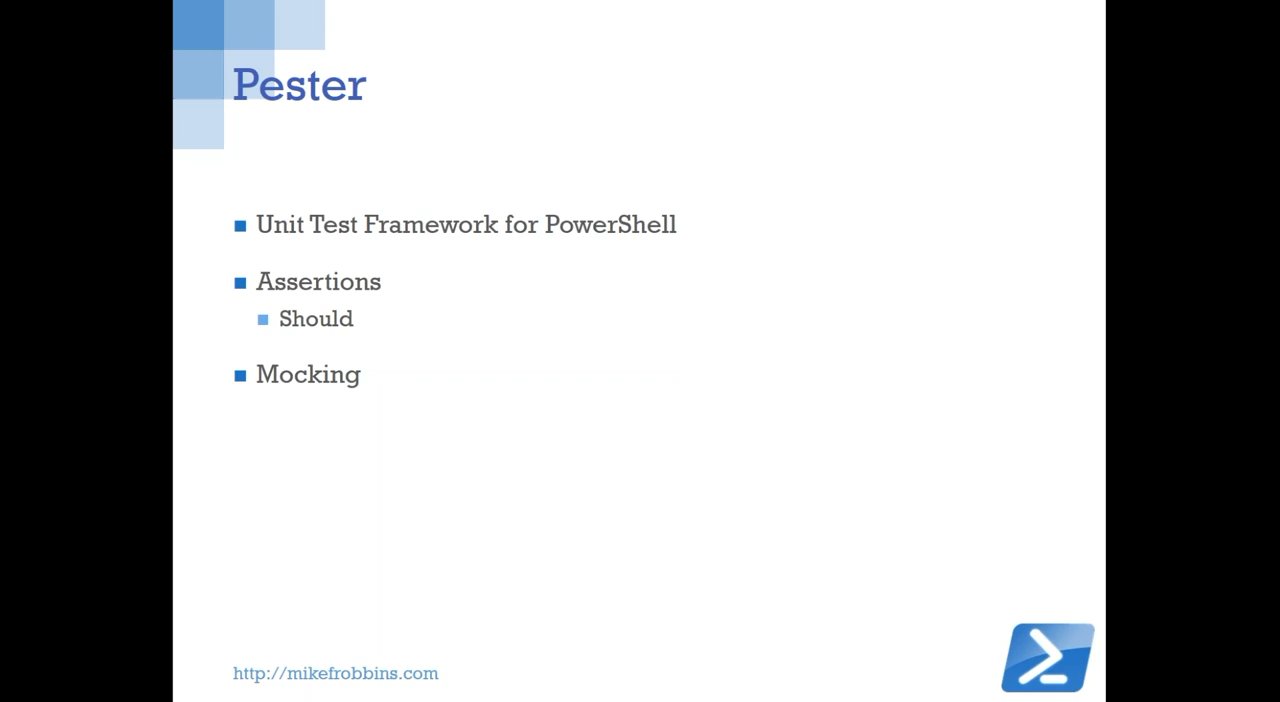 Pester
Unit Test Framework for PowerShell
Assertions
Should
Mocking
http://mikefrobbins.com